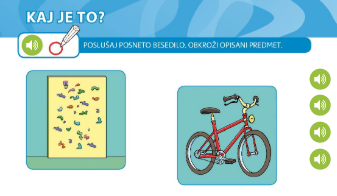 KAJ JE TO?
POSLUŠAJ POSNETO BESEDILO. OBKROŽI OPISANI PREDMET.